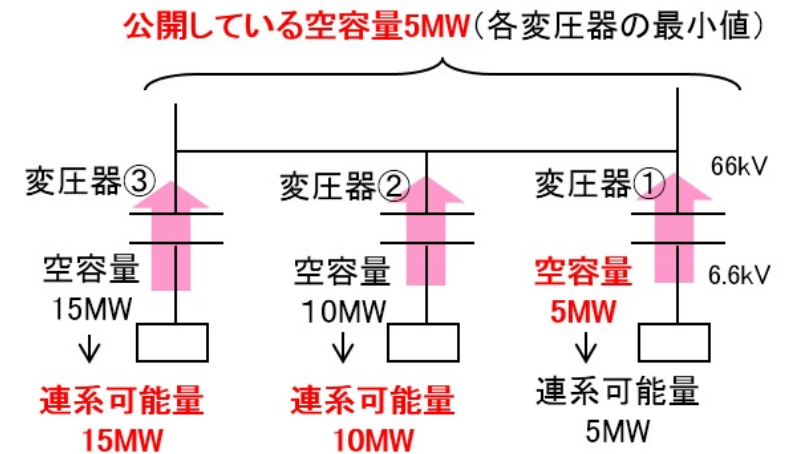 公開している空容量5MW（各変圧器の最小値）
変圧器③
変圧器②
変圧器①
66kV
空容量
15MW
空容量
10MW
空容量
5MW
6.6kV
連系可能量
15MW
連系可能量
10MW
連系可能量
5MW